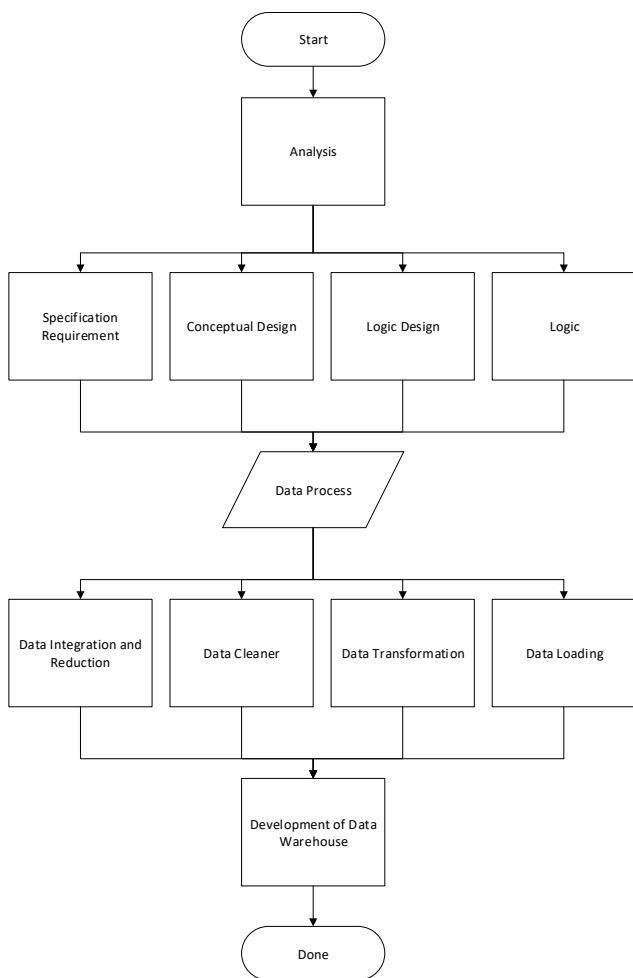 Start
Analysis
Specification
Requirement
Conceptual Design
Logic Design
Logic
Data Process
Data Integration and
Reduction
Data Cleaner
Data Transformation
Data Loading
Development of Data
Warehouse
Done